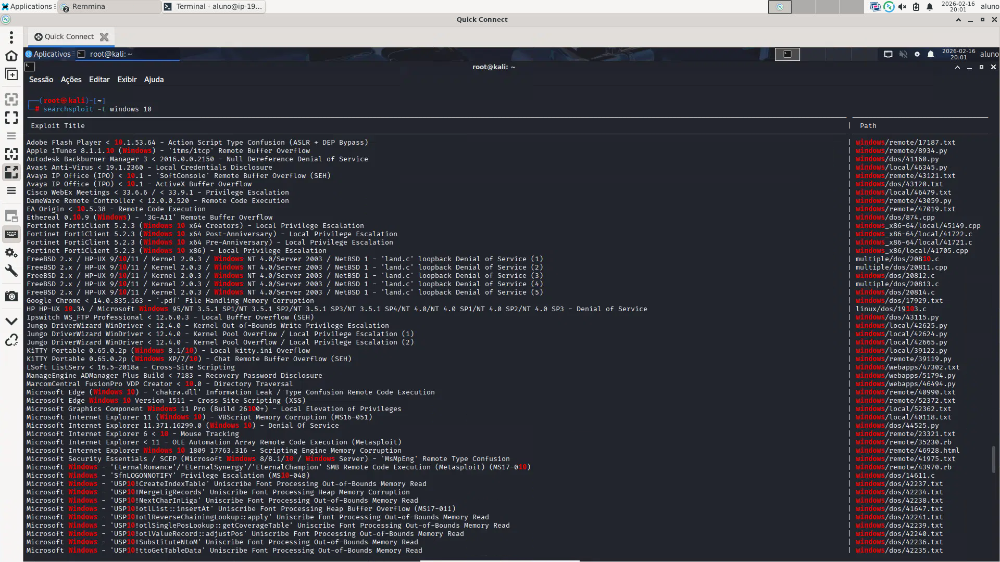 Applications
Remmina
Terminal - aluno@ip-19...
2026-02-16
20:01
aluno
Quick Connect
Quick Connect
Aplicativos
root@kali: ~
2026-02-16
20:01
aluno
root@kali: ~
Sessão Ações Editar Exibir Ajuda
┌──(root㉿kali)-[~]
└─# searchsploit -t windows 10
Exploit Title | Path
Adobe Flash Player < 10.1.53.64 - Action Script Type Confusion (ASLR + DEP Bypass) | windows/remote/17187.txt
Apple iTunes 8.1.1.10 (Windows) - 'itms/itcp' Remote Buffer Overflow | windows/remote/8934.py
Autodesk Backburner Manager 3 < 2016.0.0.2150 - Null Dereference Denial of Service | windows/dos/41160.py
Avast Anti-Virus < 19.1.2360 - Local Credentials Disclosure | windows/local/46345.py
Avaya IP Office (IPO) < 10.1 - 'SoftConsole' Remote Buffer Overflow (SEH) | windows/remote/43121.txt
Avaya IP Office (IPO) < 10.1 - ActiveX Buffer Overflow | windows/dos/43120.txt
Cisco WebEx Meetings < 33.6.6 / < 33.9.1 - Privilege Escalation | windows/local/46479.txt
DameWare Remote Controller < 12.0.0.520 - Remote Code Execution | windows/remote/43059.py
EA Origin < 10.5.38 - Remote Code Execution | windows/remote/47019.txt
Ethereal 0.10.9 (Windows) - '3G-A11' Remote Buffer Overflow | windows/dos/874.cpp
Fortinet FortiClient 5.2.3 (Windows 10 x64 Creators) - Local Privilege Escalation | windows_x86-64/local/45149.cpp
Fortinet FortiClient 5.2.3 (Windows 10 x64 Post-Anniversary) - Local Privilege Escalation | windows_x86-64/local/41722.c
Fortinet FortiClient 5.2.3 (Windows 10 x64 Pre-Anniversary) - Local Privilege Escalation | windows_x86-64/local/41721.c
Fortinet FortiClient 5.2.3 (Windows 10 x86) - Local Privilege Escalation | windows_x86/local/41705.cpp
FreeBSD 2.x / HP-UX 9/10/11 / Kernel 2.0.3 / Windows NT 4.0/Server 2003 / NetBSD 1 - 'land.c' loopback Denial of Service (1) | multiple/dos/20810.c
FreeBSD 2.x / HP-UX 9/10/11 / Kernel 2.0.3 / Windows NT 4.0/Server 2003 / NetBSD 1 - 'land.c' loopback Denial of Service (2) | multiple/dos/20811.cpp
FreeBSD 2.x / HP-UX 9/10/11 / Kernel 2.0.3 / Windows NT 4.0/Server 2003 / NetBSD 1 - 'land.c' loopback Denial of Service (3) | windows/dos/20812.c
FreeBSD 2.x / HP-UX 9/10/11 / Kernel 2.0.3 / Windows NT 4.0/Server 2003 / NetBSD 1 - 'land.c' loopback Denial of Service (4) | multiple/dos/20813.c
FreeBSD 2.x / HP-UX 9/10/11 / Kernel 2.0.3 / Windows NT 4.0/Server 2003 / NetBSD 1 - 'land.c' loopback Denial of Service (5) | windows/dos/20814.c
Google Chrome < 14.0.835.163 - '.pdf' File Handling Memory Corruption | windows/dos/17929.txt
HP HP-UX 10.34 / Microsoft Windows 95/NT 3.5.1 SP1/NT 3.5.1 SP2/NT 3.5.1 SP3/NT 3.5.1 SP4/NT 4.0/NT 4.0 SP1/NT 4.0 SP2/NT 4.0 SP3 - Denial of Service | linux/dos/19103.c
Ipswitch WS_FTP Professional < 12.6.0.3 - Local Buffer Overflow (SEH) | windows/dos/43115.py
Jungo DriverWizard WinDriver < 12.4.0 - Kernel Out-of-Bounds Write Privilege Escalation | windows/local/42625.py
Jungo DriverWizard WinDriver < 12.4.0 - Kernel Pool Overflow / Local Privilege Escalation (1) | windows/local/42624.py
Jungo DriverWizard WinDriver < 12.4.0 - Kernel Pool Overflow / Local Privilege Escalation (2) | windows/local/42665.py
KiTTY Portable 0.65.0.2p (Windows 8.1/10) - Local kitty.ini Overflow | windows/local/39122.py
KiTTY Portable 0.65.0.2p (Windows XP/7/10) - Chat Remote Buffer Overflow (SEH) | windows/remote/39119.py
LSoft ListServ < 16.5-2018a - Cross-Site Scripting | windows/webapps/47302.txt
ManageEngine ADManager Plus Build < 7183 - Recovery Password Disclosure | windows/webapps/51794.py
MarcomCentral FusionPro VDP Creator < 10.0 - Directory Traversal | windows/webapps/46494.py
Microsoft Edge (Windows 10) - 'chakra.dll' Information Leak / Type Confusion Remote Code Execution | windows/remote/40990.txt
Microsoft Edge Windows 10 Version 1511 - Cross Site Scripting (XSS) | windows/remote/52372.txt
Microsoft Graphics Component Windows 11 Pro (Build 26100+) - Local Elevation of Privileges | windows/local/52362.txt
Microsoft Internet Explorer 11 (Windows 10) - VBScript Memory Corruption (MS16-051) | windows/local/40118.txt
Microsoft Internet Explorer 11.371.16299.0 (Windows 10) - Denial Of Service | windows/dos/44525.py
Microsoft Internet Explorer 6 < 10 - Mouse Tracking | windows/remote/23321.txt
Microsoft Internet Explorer < 11 - OLE Automation Array Remote Code Execution (Metasploit) | windows/remote/35230.rb
Microsoft Internet Explorer Windows 10 1809 17763.316 - Scripting Engine Memory Corruption | windows/remote/46928.html
Microsoft Security Essentials / SCEP (Microsoft Windows 8/8.1/10 / Windows Server) - 'MsMpEng' Remote Type Confusion | windows/remote/41975.txt
Microsoft Windows - 'EternalRomance'/'EternalSynergy'/'EternalChampion' SMB Remote Code Execution (Metasploit) (MS17-010) | windows/remote/43970.rb
Microsoft Windows - 'SfnLOGONNOTIFY' Privilege Escalation (MS10-048) | windows/dos/14611.c
Microsoft Windows - 'USP10!CreateIndexTable' Uniscribe Font Processing Out-of-Bounds Memory Read | windows/dos/42237.txt
Microsoft Windows - 'USP10!MergeLigRecords' Uniscribe Font Processing Heap Memory Corruption | windows/dos/42234.txt
Microsoft Windows - 'USP10!NextCharInLiga' Uniscribe Font Processing Out-of-Bounds Memory Read | windows/dos/42238.txt
Microsoft Windows - 'USP10!otlList::insertAt' Uniscribe Font Processing Heap Buffer Overflow (MS17-011) | windows/dos/41647.txt
Microsoft Windows - 'USP10!otlReverseChainingLookup::apply' Uniscribe Font Processing Out-of-Bounds Memory Read | windows/dos/42241.txt
Microsoft Windows - 'USP10!otlSinglePosLookup::getCoverageTable' Uniscribe Font Processing Out-of-Bounds Memory Read | windows/dos/42239.txt
Microsoft Windows - 'USP10!otlValueRecord::adjustPos' Uniscribe Font Processing Out-of-Bounds Memory Read | windows/dos/42240.txt
Microsoft Windows - 'USP10!SubstituteNtoM' Uniscribe Font Processing Out-of-Bounds Memory Read | windows/dos/42236.txt
Microsoft Windows - 'USP10!ttoGetTableData' Uniscribe Font Processing Out-of-Bounds Memory Read | windows/dos/42235.txt